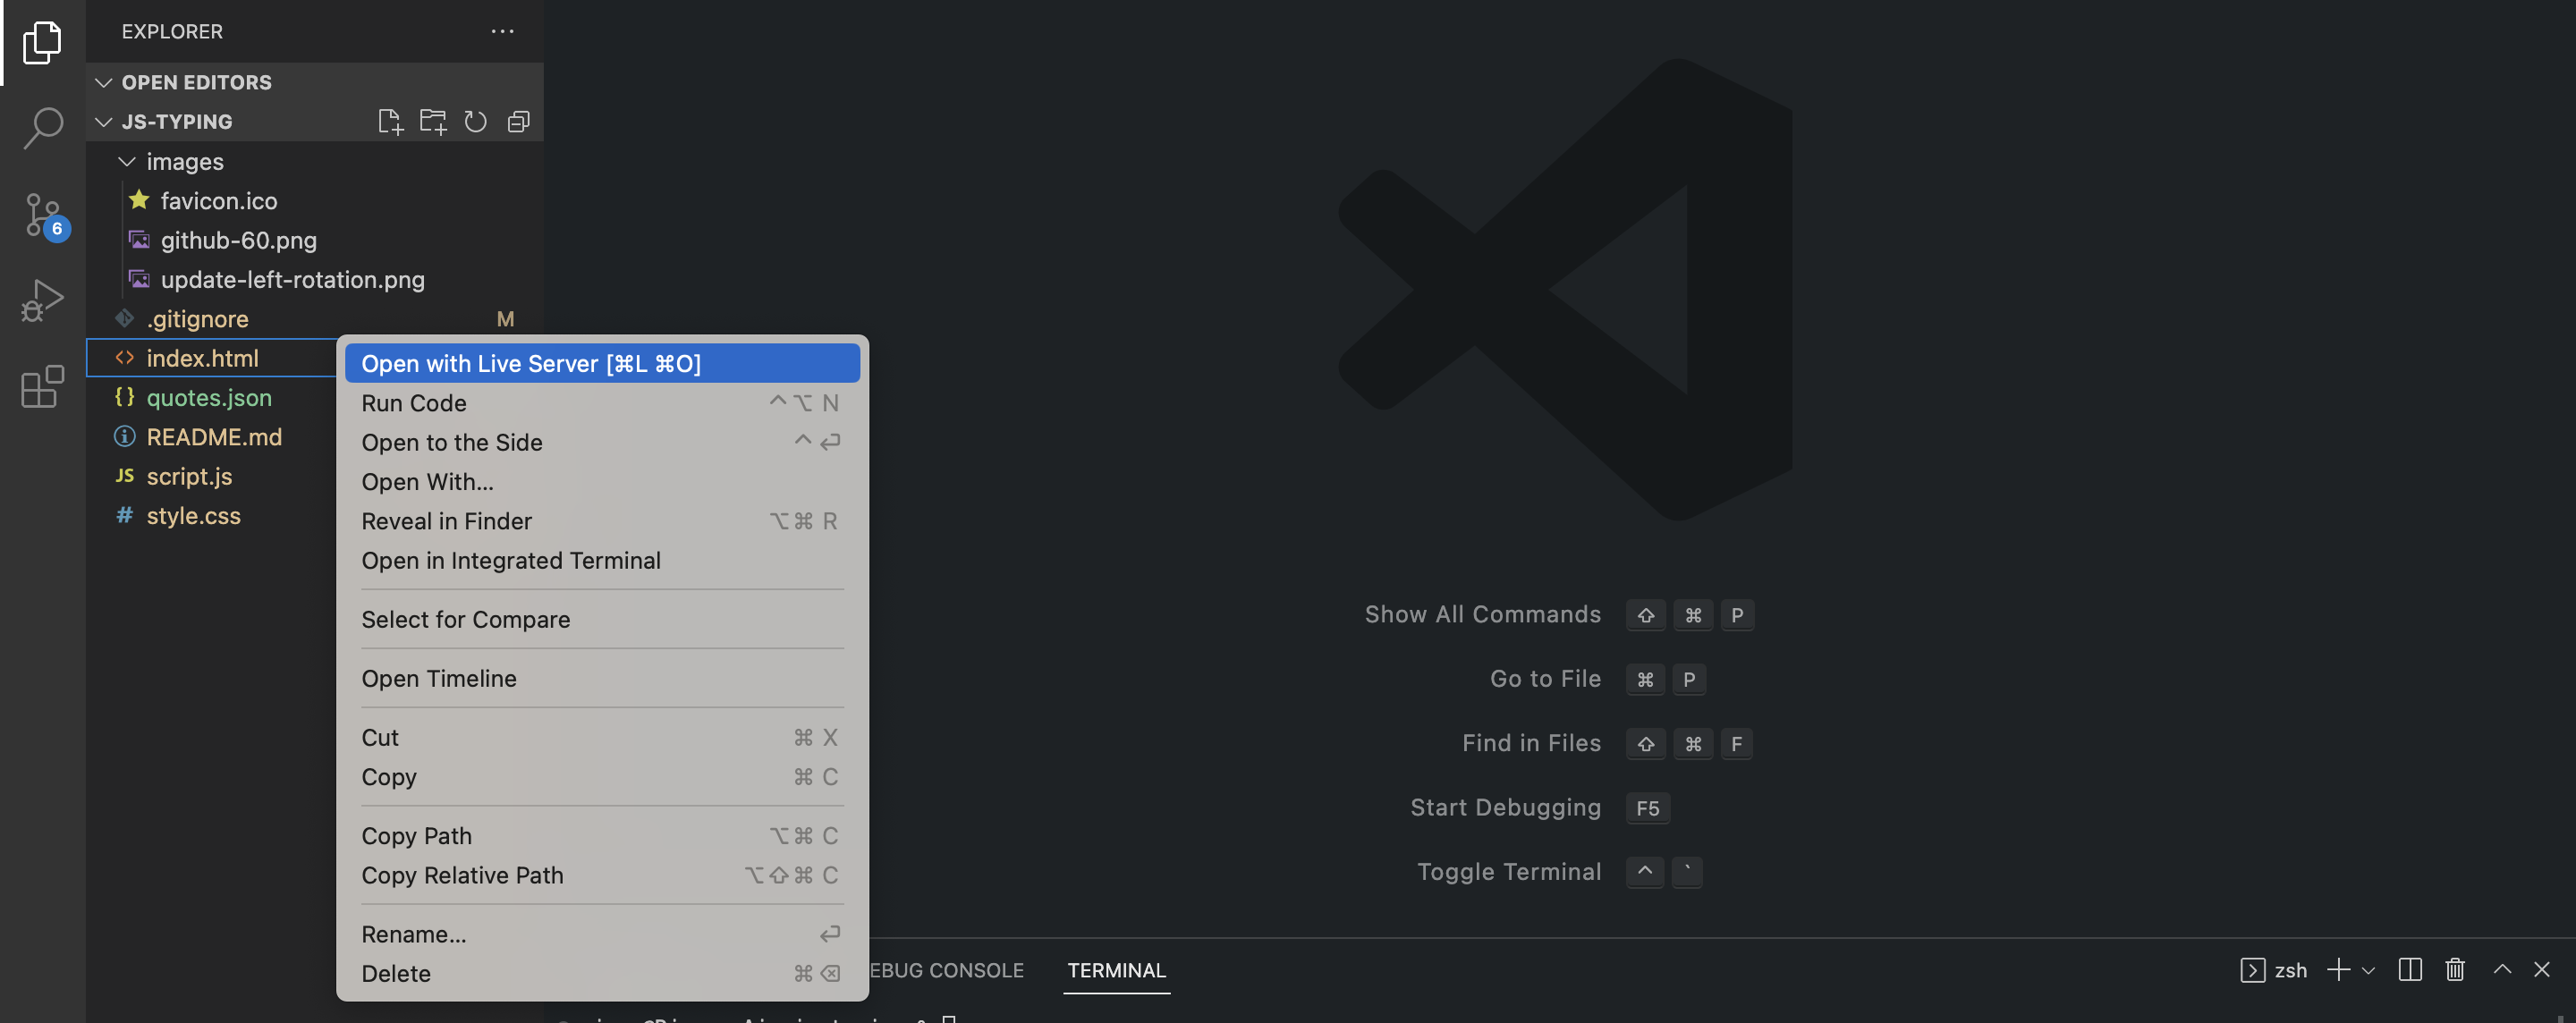 EXPLORER
OPEN EDITORS
JS-TYPING
images
favicon.ico
github-60.png
update-left-rotation.png
6
.gitignore M
index.html
quotes.json
README.md
JS script.js
# style.css
Open with Live Server [⌘L ⌘O]
Run Code ⌃⌥ N
Open to the Side ⌃↩
Open With...
Reveal in Finder ⌥⌘ R
Open in Integrated Terminal
Select for Compare
Open Timeline
Cut ⌘ X
Copy ⌘ C
Copy Path ⌥⌘ C
Copy Relative Path ⌥⇧⌘ C
Rename... ↩
Delete ⌘⌫
Show All Commands ⇧ ⌘ P
Go to File ⌘ P
Find in Files ⇧ ⌘ F
Start Debugging F5
Toggle Terminal ⌃ `
EBUG CONSOLE TERMINAL zsh